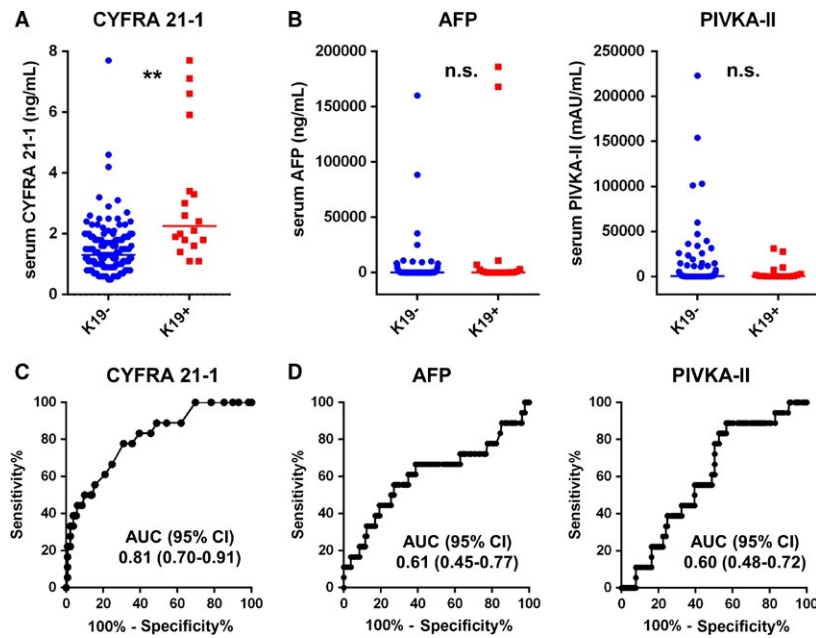 A CYFRA 21-1
serum CYFRA 21-1 (ng/mL)
8
6
4
2
0
**
K19-
K19+
B AFP
serum AFP (ng/mL)
200000
150000
100000
50000
0
n.s.
K19-
K19+
PIVKA-II
serum PIVKA-II (mAU/mL)
250000
200000
150000
100000
50000
0
n.s.
K19-
K19+
C CYFRA 21-1
Sensitivity%
100
80
60
40
20
0
AUC (95% CI)
0.81 (0.70-0.91)
0 20 40 60 80 100
100% - Specificity%
D AFP
Sensitivity%
100
80
60
40
20
0
AUC (95% CI)
0.61 (0.45-0.77)
0 20 40 60 80 100
100% - Specificity%
PIVKA-II
Sensitivity%
100
80
60
40
20
0
AUC (95% CI)
0.60 (0.48-0.72)
0 20 40 60 80 100
100% - Specificity%